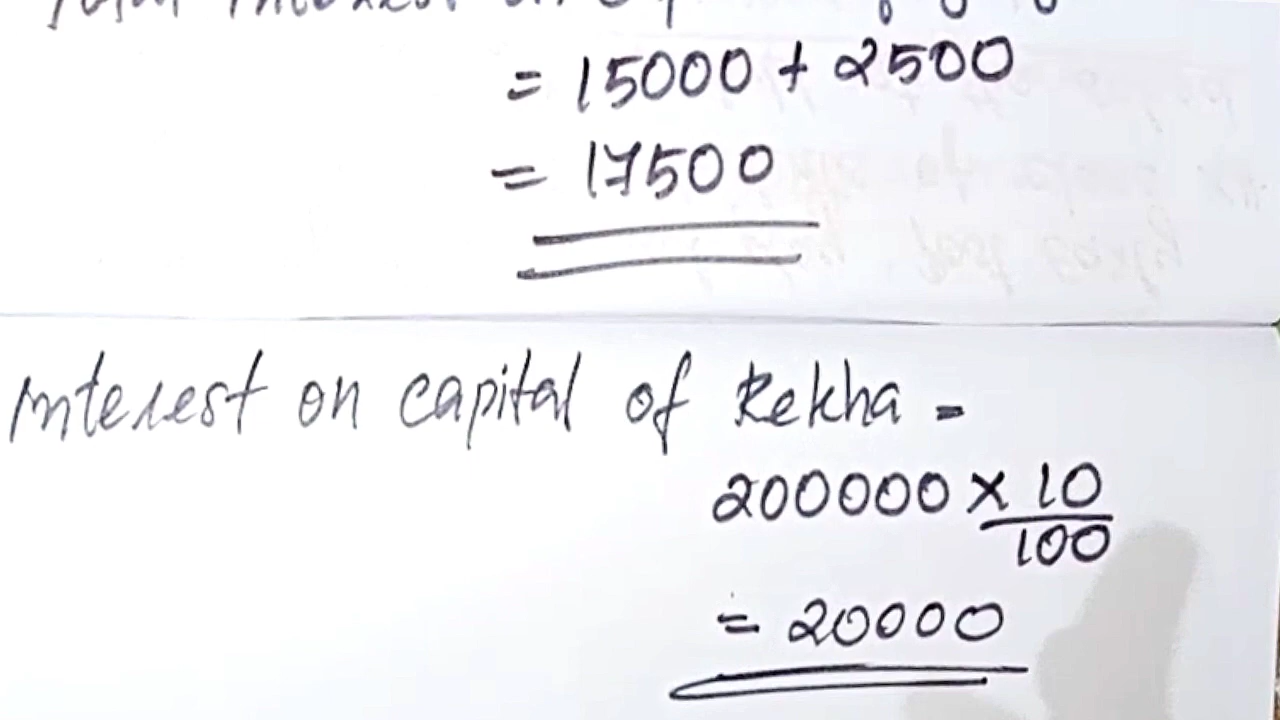 = 15000 + 2500
= 17500
Interest on capital of Rekha =
200000 × 10
100
= 20000